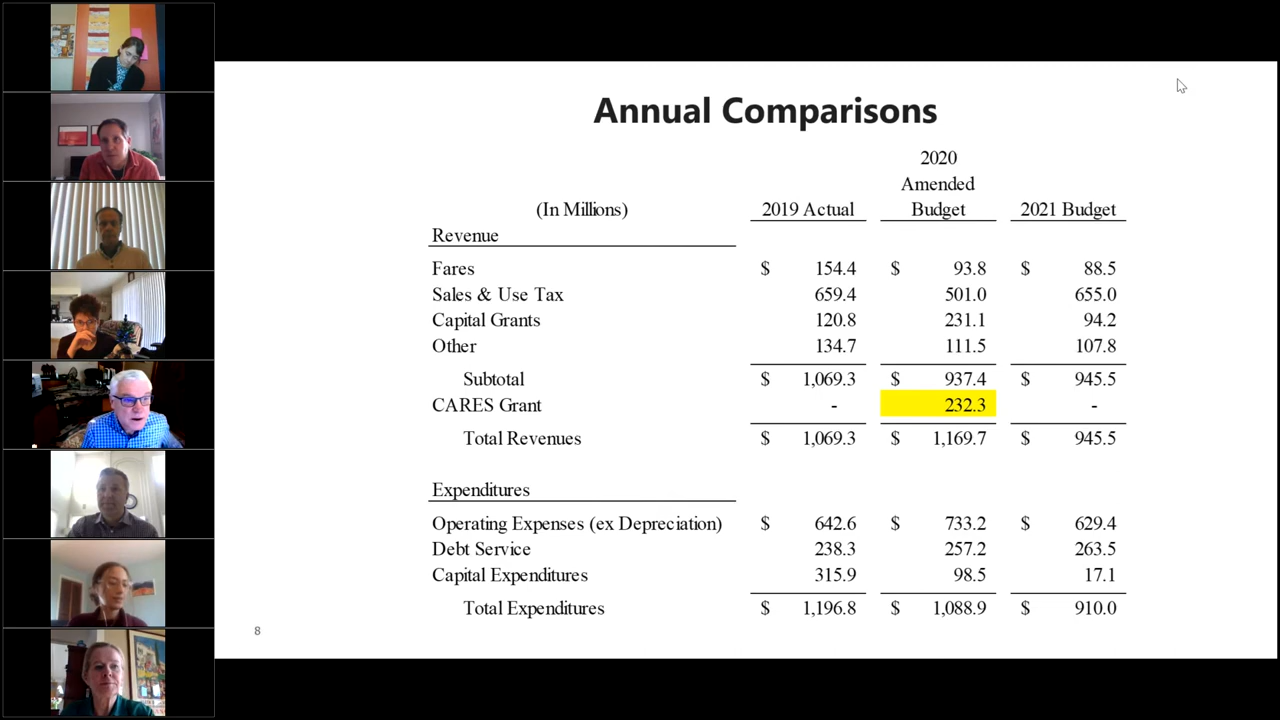 Annual Comparisons
2020
Amended
(In Millions) 2019 Actual Budget 2021 Budget
Revenue
Fares $ 154.4 $ 93.8 $ 88.5
Sales & Use Tax 659.4 501.0 655.0
Capital Grants 120.8 231.1 94.2
Other 134.7 111.5 107.8
Subtotal $ 1,069.3 $ 937.4 $ 945.5
CARES Grant - 232.3 -
Total Revenues $ 1,069.3 $ 1,169.7 $ 945.5
Expenditures
Operating Expenses (ex Depreciation) $ 642.6 $ 733.2 $ 629.4
Debt Service 238.3 257.2 263.5
Capital Expenditures 315.9 98.5 17.1
Total Expenditures $ 1,196.8 $ 1,088.9 $ 910.0
8